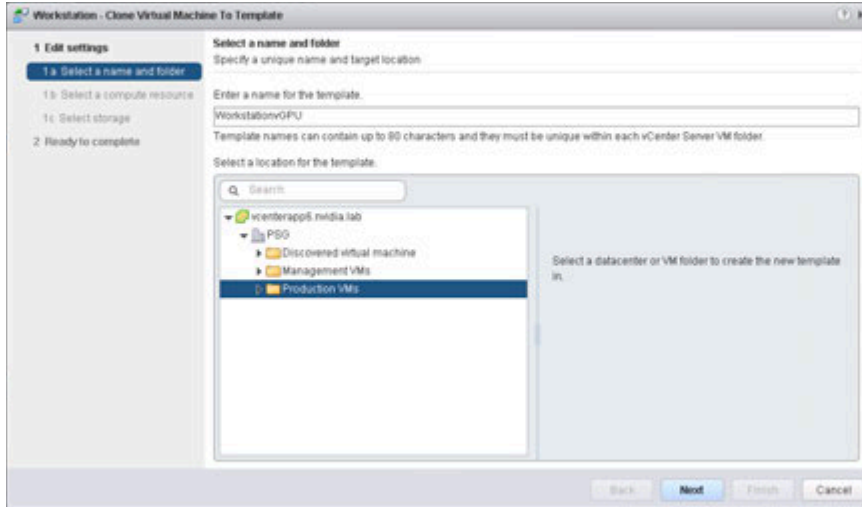 Workstation - Clone Virtual Machine To Template
1 Edit settings
1a Select a name and folder
1b Select a compute resource
1c Select storage
2 Ready to complete
Select a name and folder
Specify a unique name and target location
Enter a name for the template.
WorkstationvGPU
Template names can contain up to 80 characters and they must be unique within each vCenter Server VM folder.
Select a location for the template.
Search
vcenterapp6.nvidia.lab
PSG
Discovered virtual machine
Management VMs
Production VMs
Select a datacenter or VM folder to create the new template
in.
Back Next Finish Cancel